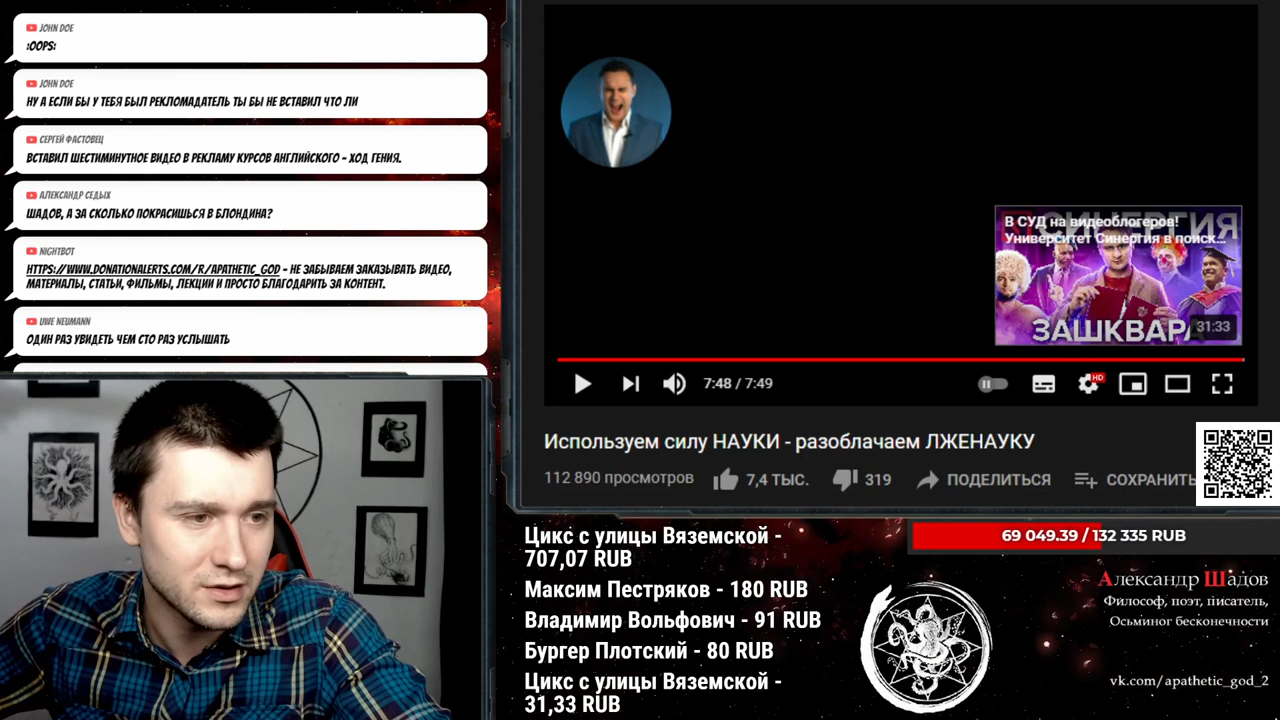 JOHN DOE
:OOPS:
JOHN DOE
НУ А ЕСЛИ БЫ У ТЕБЯ БЫЛ РЕКЛОМАДАТЕЛЬ ТЫ БЫ НЕ ВСТАВИЛ ЧТО ЛИ
СЕРГЕЙ ФАСТОВЕЦ
ВСТАВИЛ ШЕСТИМИНУТНОЕ ВИДЕО В РЕКЛАМУ КУРСОВ АНГЛИЙСКОГО - ХОД ГЕНИЯ.
АЛЕКСАНДР СЕДЫХ
ШАДОВ, А ЗА СКОЛЬКО ПОКРАСИШЬСЯ В БЛОНДИНА?
NIGHTBOT
HTTPS://WWW.DONATIONALERTS.COM/R/APATHETIC_GOD - НЕ ЗАБЫВАЕМ ЗАКАЗЫВАТЬ ВИДЕО,
МАТЕРИАЛЫ, СТАТЬИ, ФИЛЬМЫ, ЛЕКЦИИ И ПРОСТО БЛАГОДАРИТЬ ЗА КОНТЕНТ.
UWE NEUMANN
ОДИН РАЗ УВИДЕТЬ ЧЕМ СТО РАЗ УСЛЫШАТЬ
В СУД на видеоблогеров!
Университет Синергия в поиск...
СИНЕРГИЯ
ЗАШКВАРА
31:33
7:48 / 7:49
HD
Используем силу НАУКИ - разоблачаем ЛЖЕНАУКУ
112 890 просмотров
7,4 ТЫС.
319
ПОДЕЛИТЬСЯ
СОХРАНИТЬ
Цикс с улицы Вяземской -
707,07 RUB
Максим Пестряков - 180 RUB
Владимир Вольфович - 91 RUB
Бургер Плотский - 80 RUB
Цикс с улицы Вяземской -
31,33 RUB
69 049.39 / 132 335 RUB
Александр Шадов
Философ, поэт, писатель,
Осьминог бесконечности
vk.com/apathetic_god_2